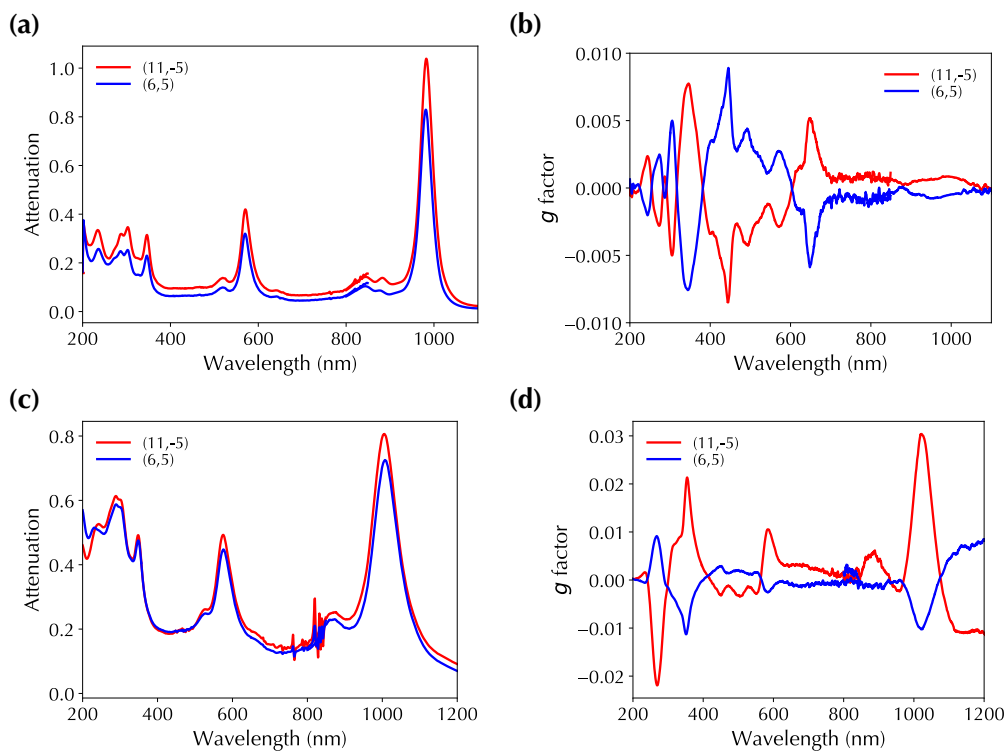 (a)
Attenuation
1.0
0.8
0.6
0.4
0.2
0.0
(11,-5)
(6,5)
200 400 600 800 1000
Wavelength (nm)
(b)
g factor
0.010
0.005
0.000
−0.005
−0.010
(11,-5)
(6,5)
200 400 600 800 1000
Wavelength (nm)
(c)
Attenuation
0.8
0.6
0.4
0.2
0.0
(11,-5)
(6,5)
200 400 600 800 1000 1200
Wavelength (nm)
(d)
g factor
0.03
0.02
0.01
0.00
−0.01
−0.02
(11,-5)
(6,5)
200 400 600 800 1000 1200
Wavelength (nm)